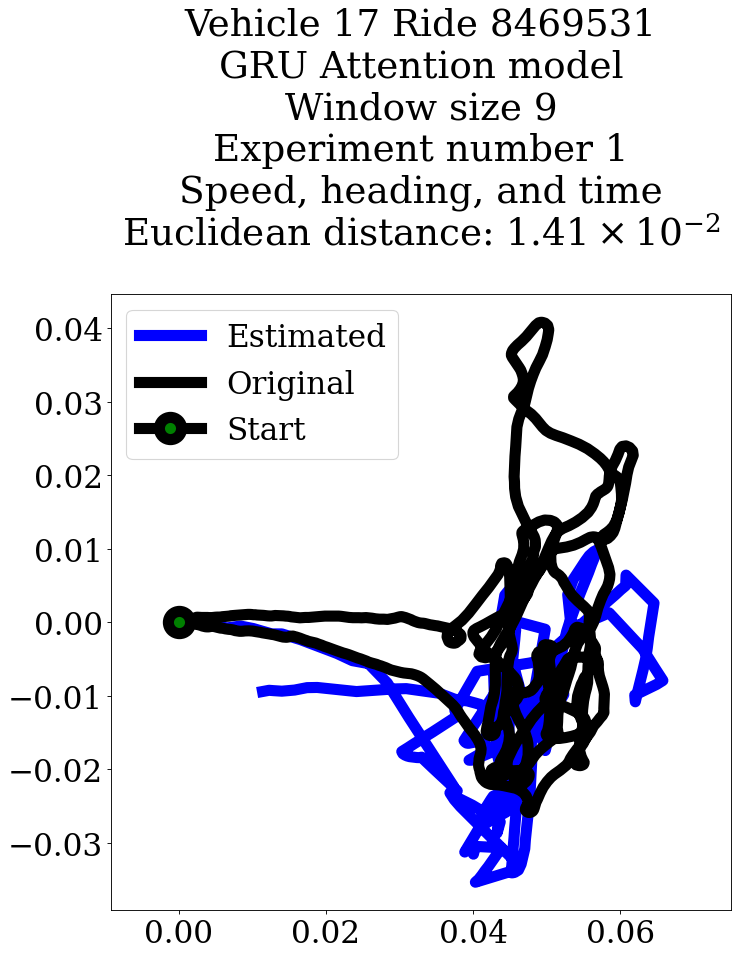 Vehicle 17 Ride 8469531
GRU Attention model
Window size 9
Experiment number 1
Speed, heading, and time
Euclidean distance: 1.41 × 10⁻²
Estimated
Original
Start
0.04
0.03
0.02
0.01
0.00
−0.01
−0.02
−0.03
0.00 0.02 0.04 0.06